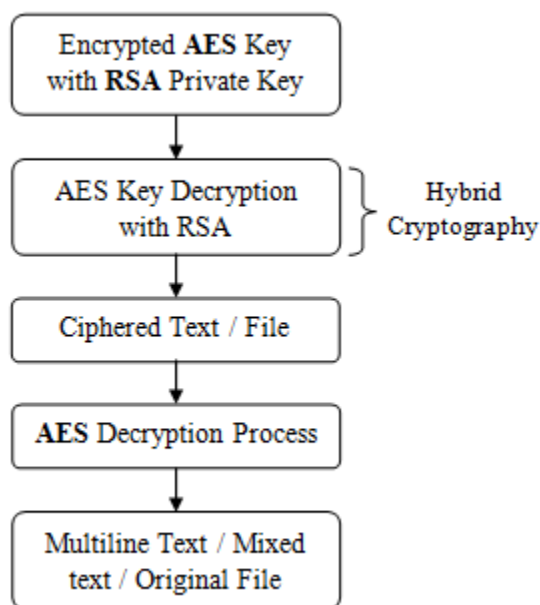 Encrypted AES Key
with RSA Private Key
AES Key Decryption
with RSA
Hybrid
Cryptography
Ciphered Text / File
AES Decryption Process
Multiline Text / Mixed
text / Original File